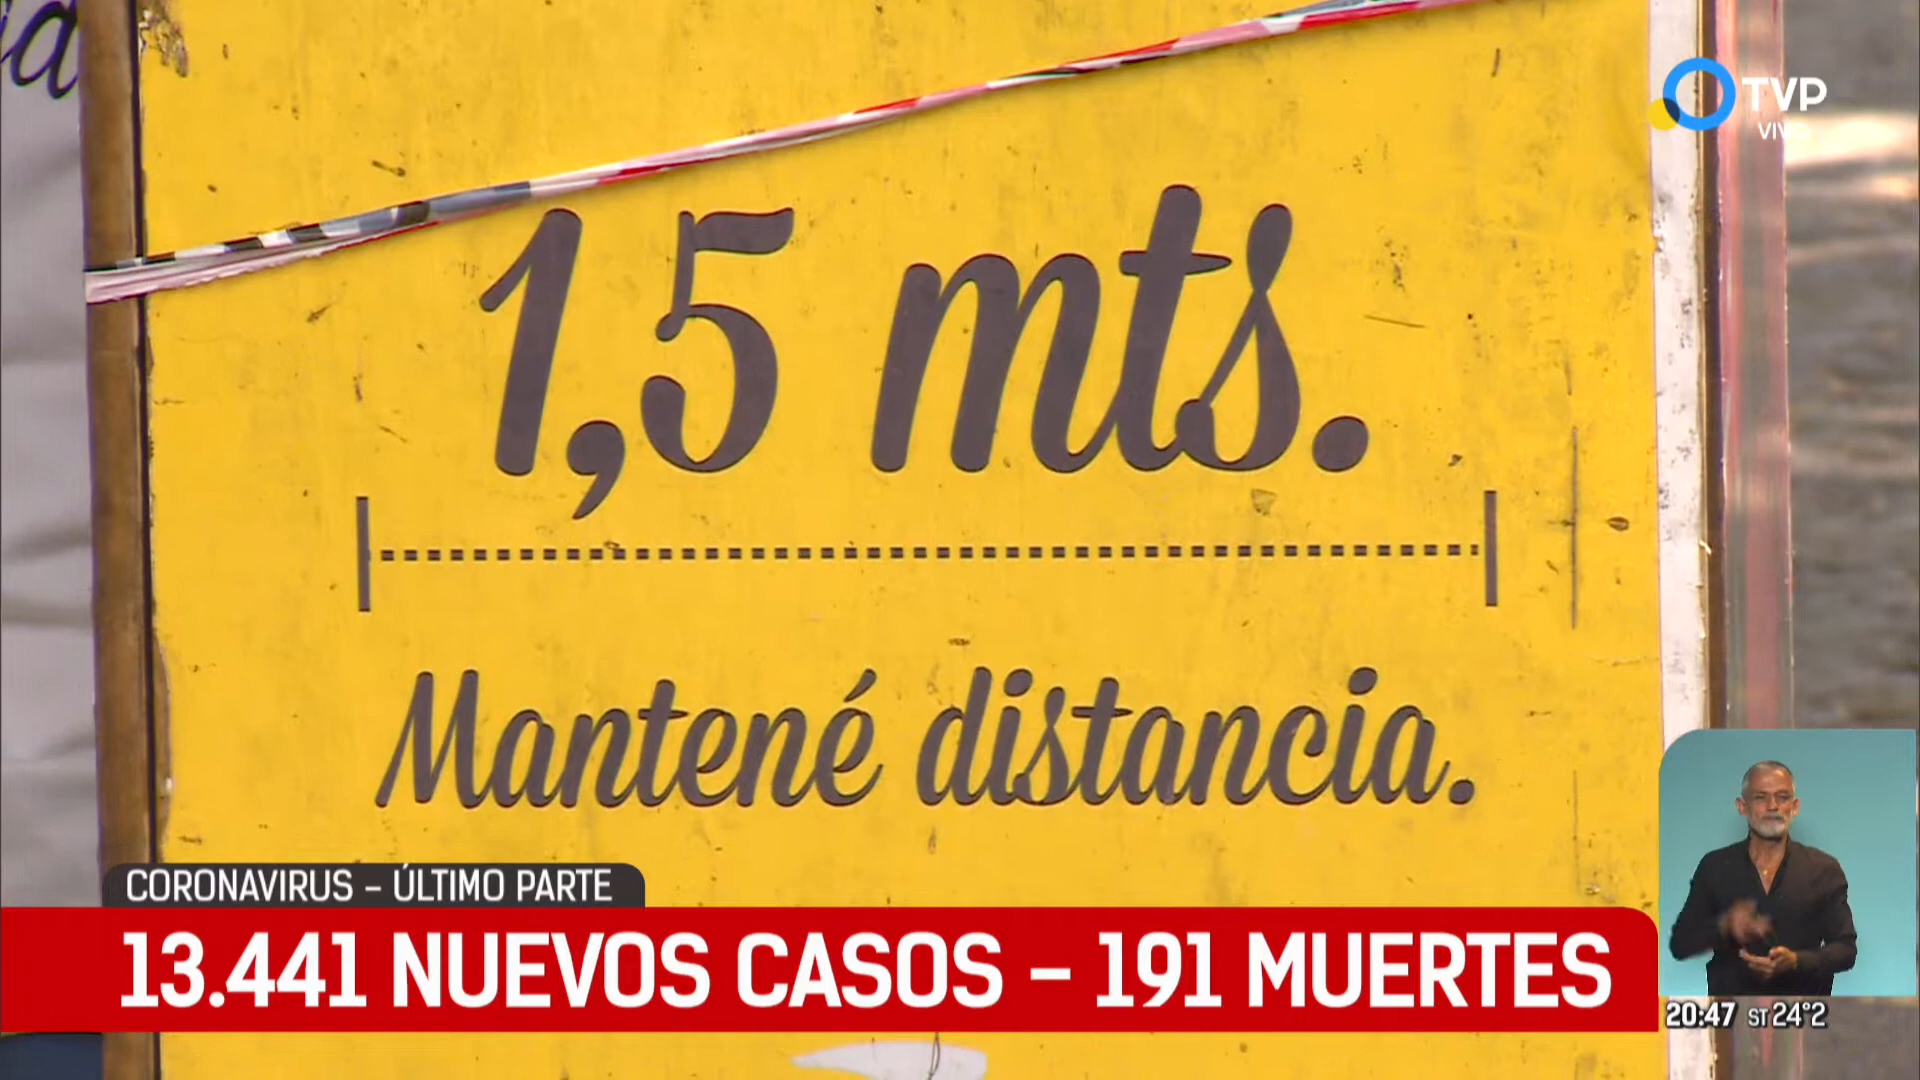 TVP
VIVO
1,5 mts.
Mantené distancia.
CORONAVIRUS – ÚLTIMO PARTE
13.441 NUEVOS CASOS – 191 MUERTES
20:47 ST 24°2